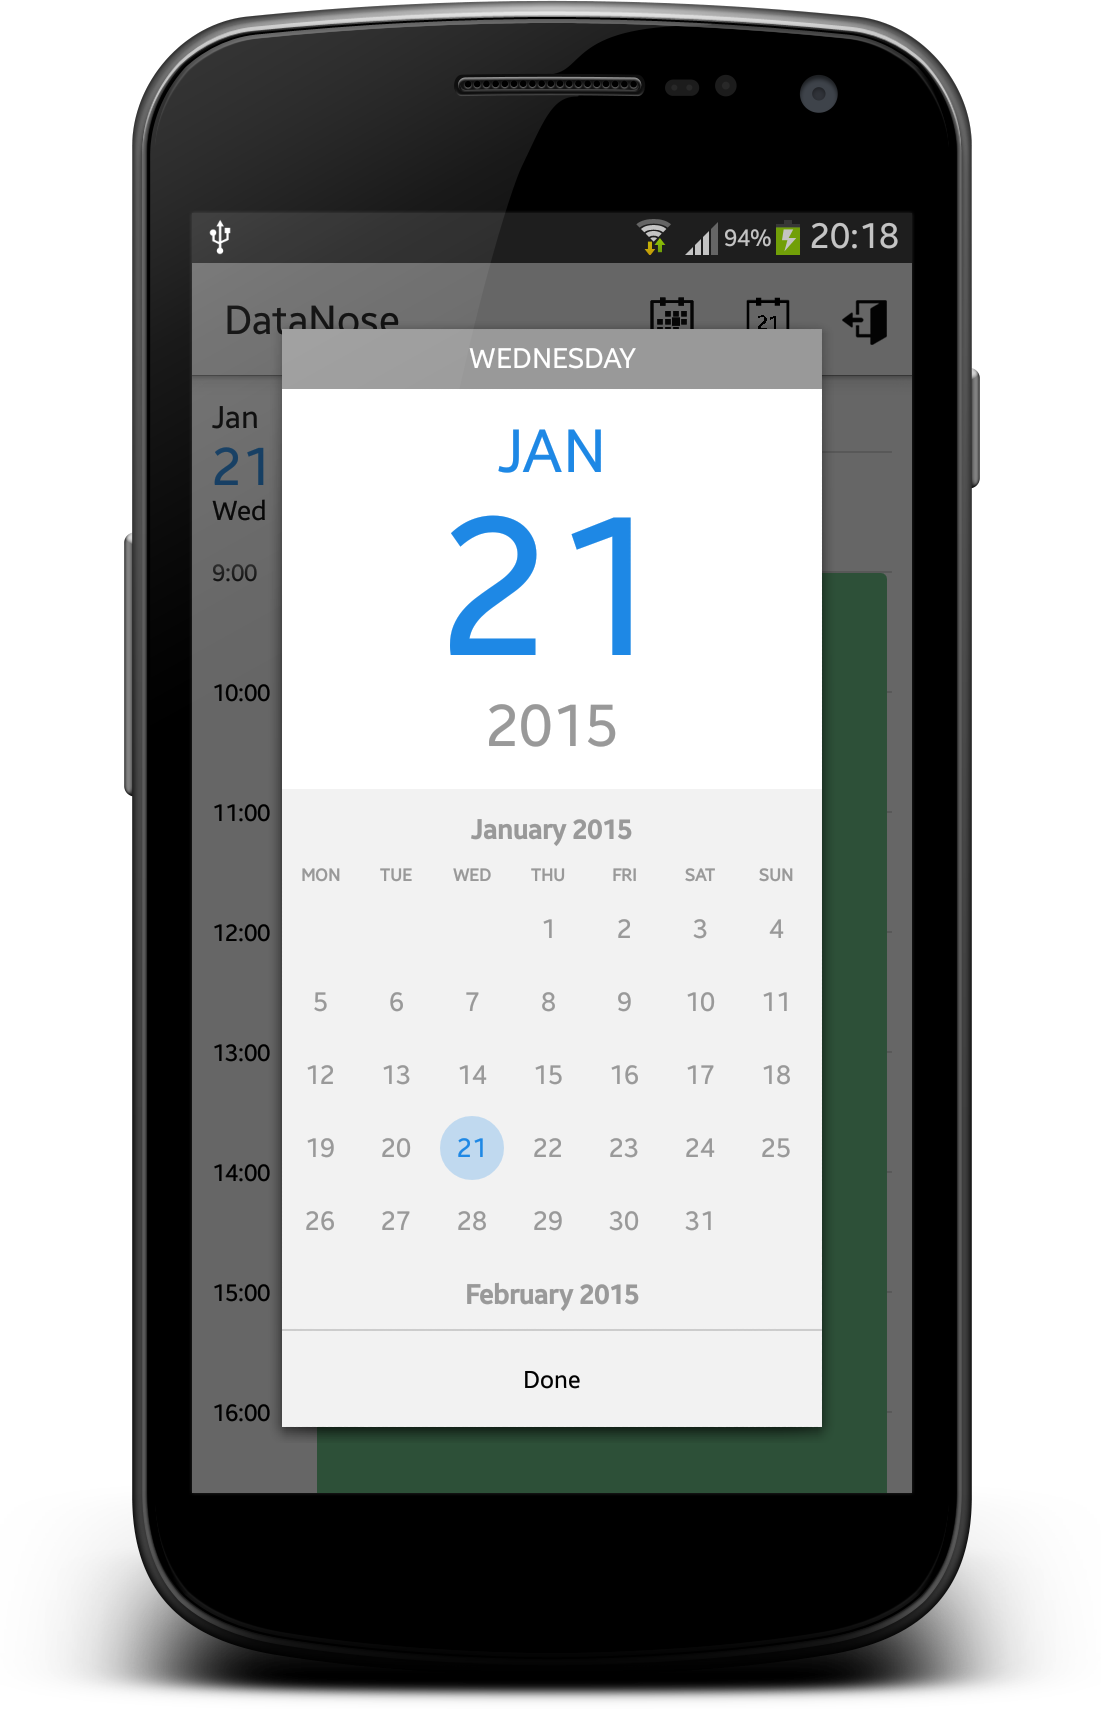 94% 20:18
DataNose
21
WEDNESDAY
Jan
21
Wed
JAN
21
2015
9:00
10:00
11:00
12:00
13:00
14:00
15:00
16:00
January 2015
MON TUE WED THU FRI SAT SUN
1 2 3 4
5 6 7 8 9 10 11
12 13 14 15 16 17 18
19 20 21 22 23 24 25
26 27 28 29 30 31
February 2015
Done